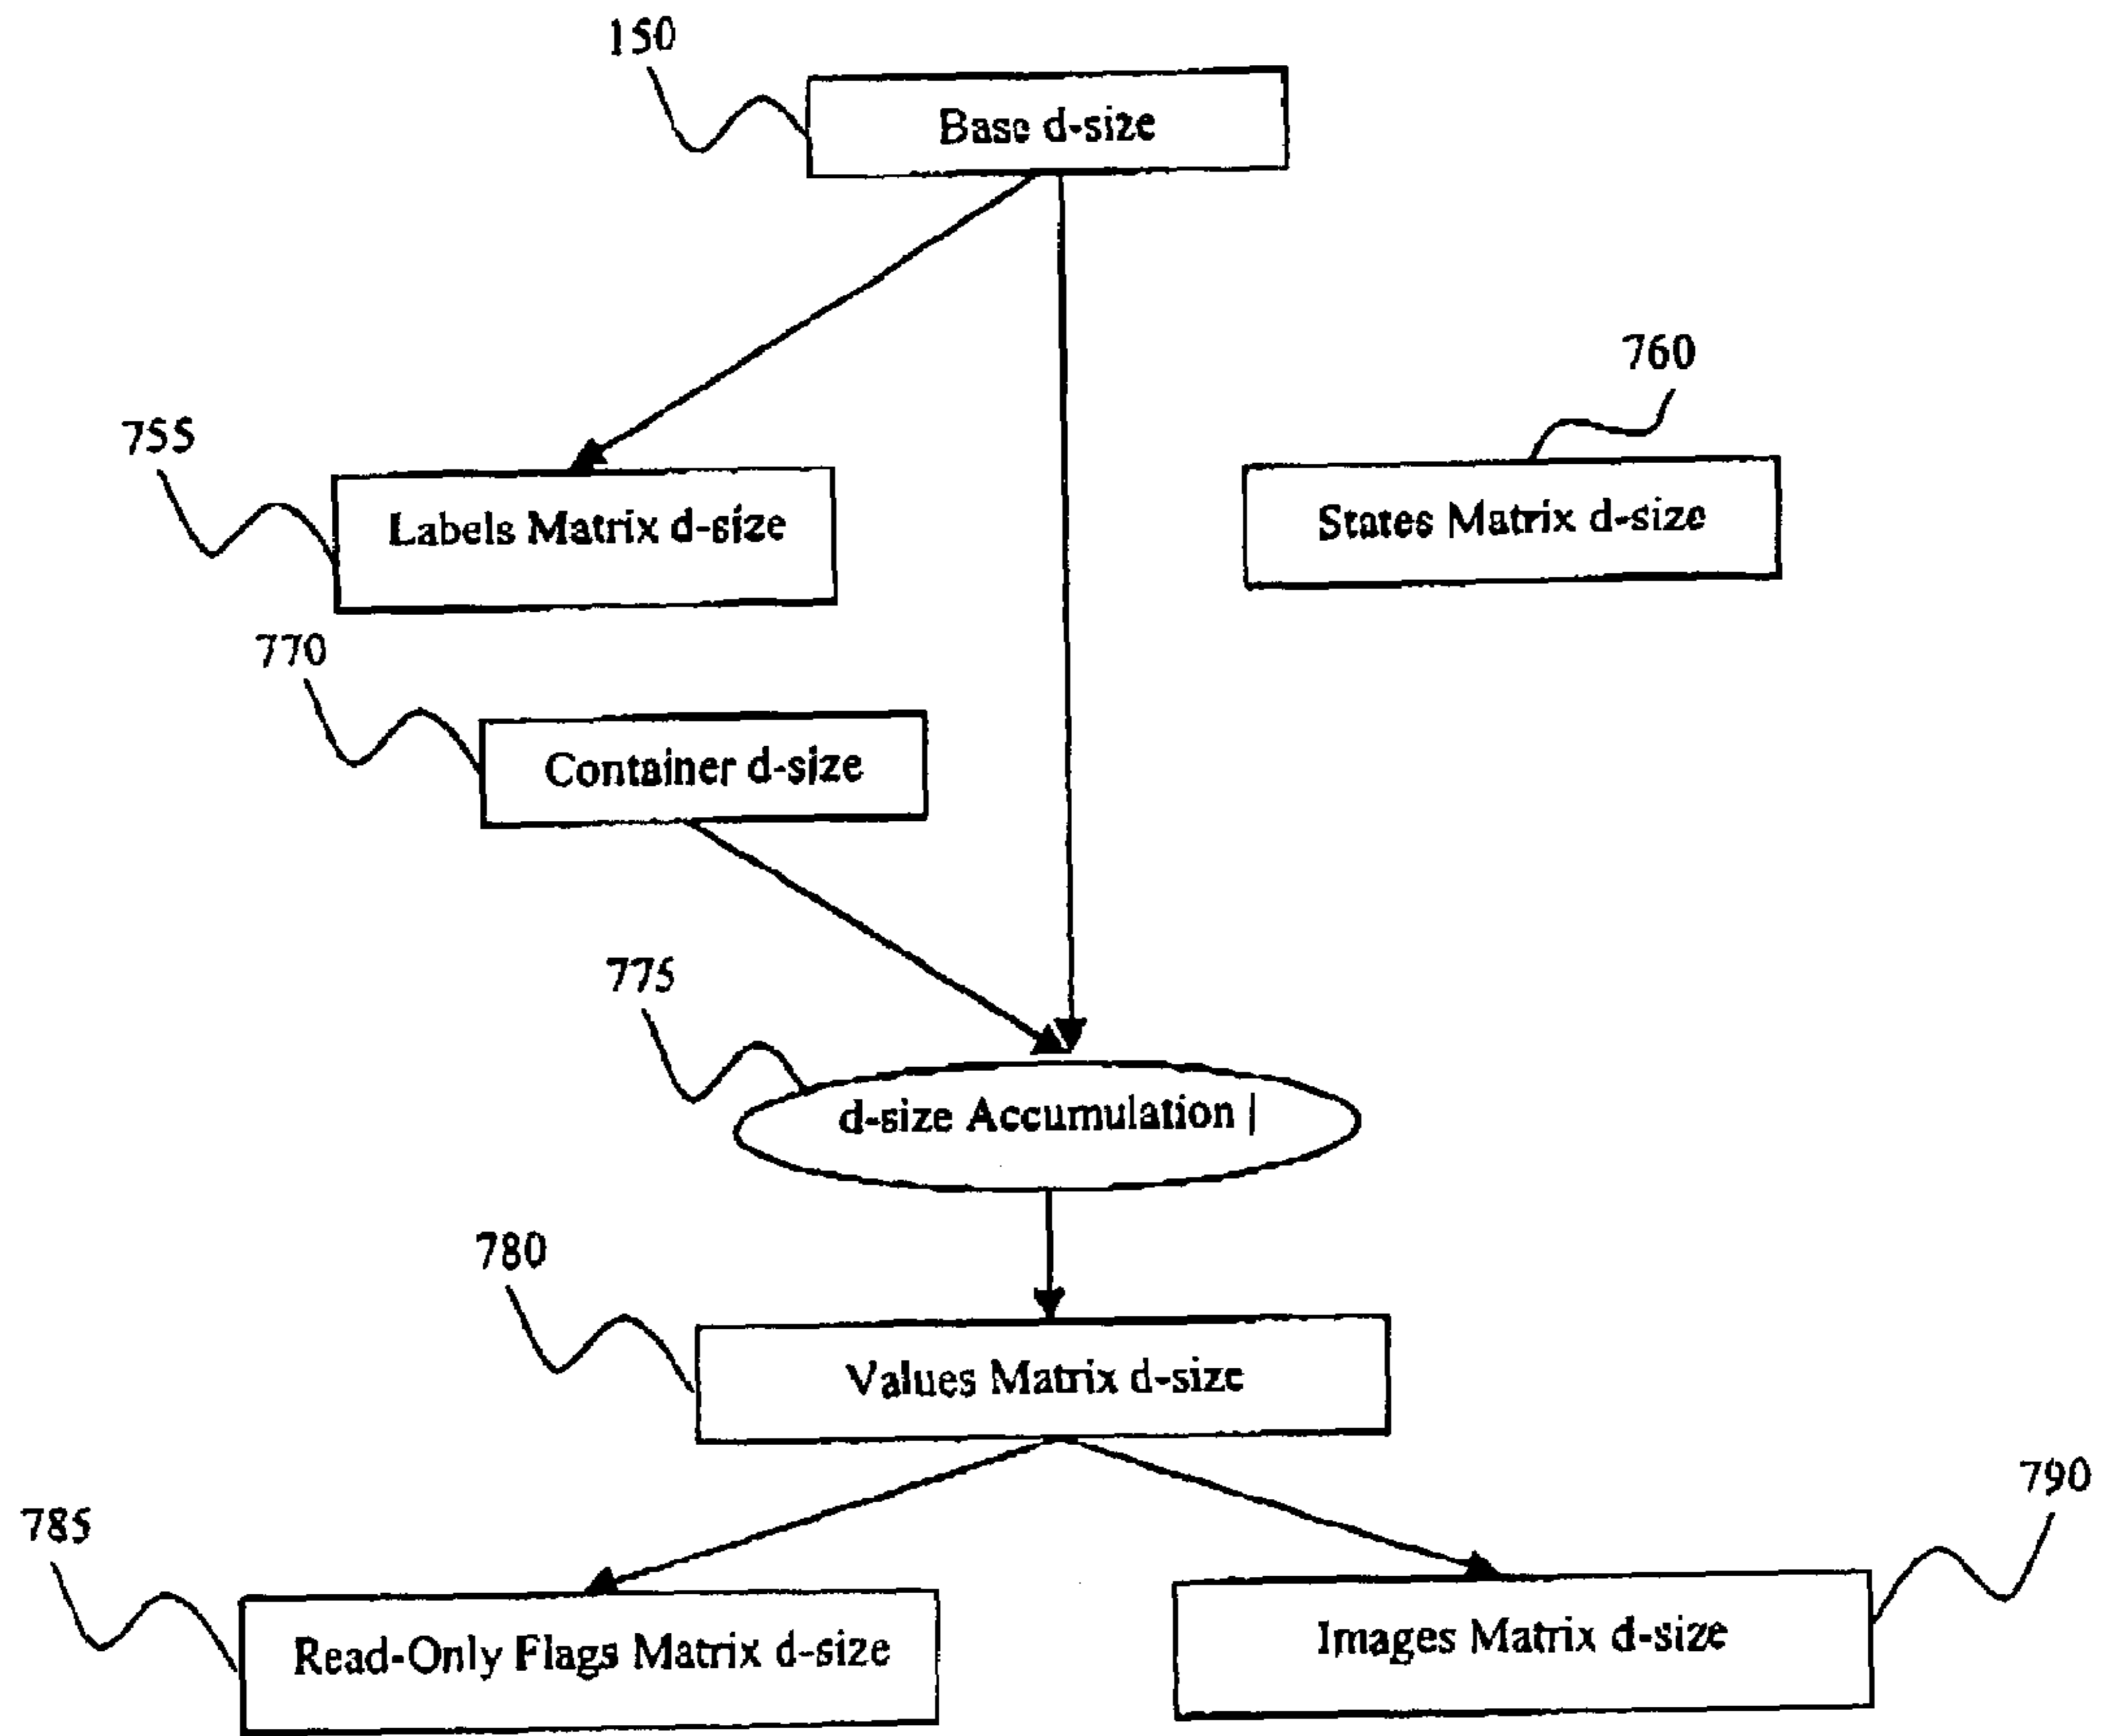 150
Base d-size
760
755
Labels Matrix d-size
States Matrix d-size
770
Container d-size
775
d-size Accumulation |
780
Values Matrix d-size
790
785
Read-Only Flags Matrix d-size
Images Matrix d-size